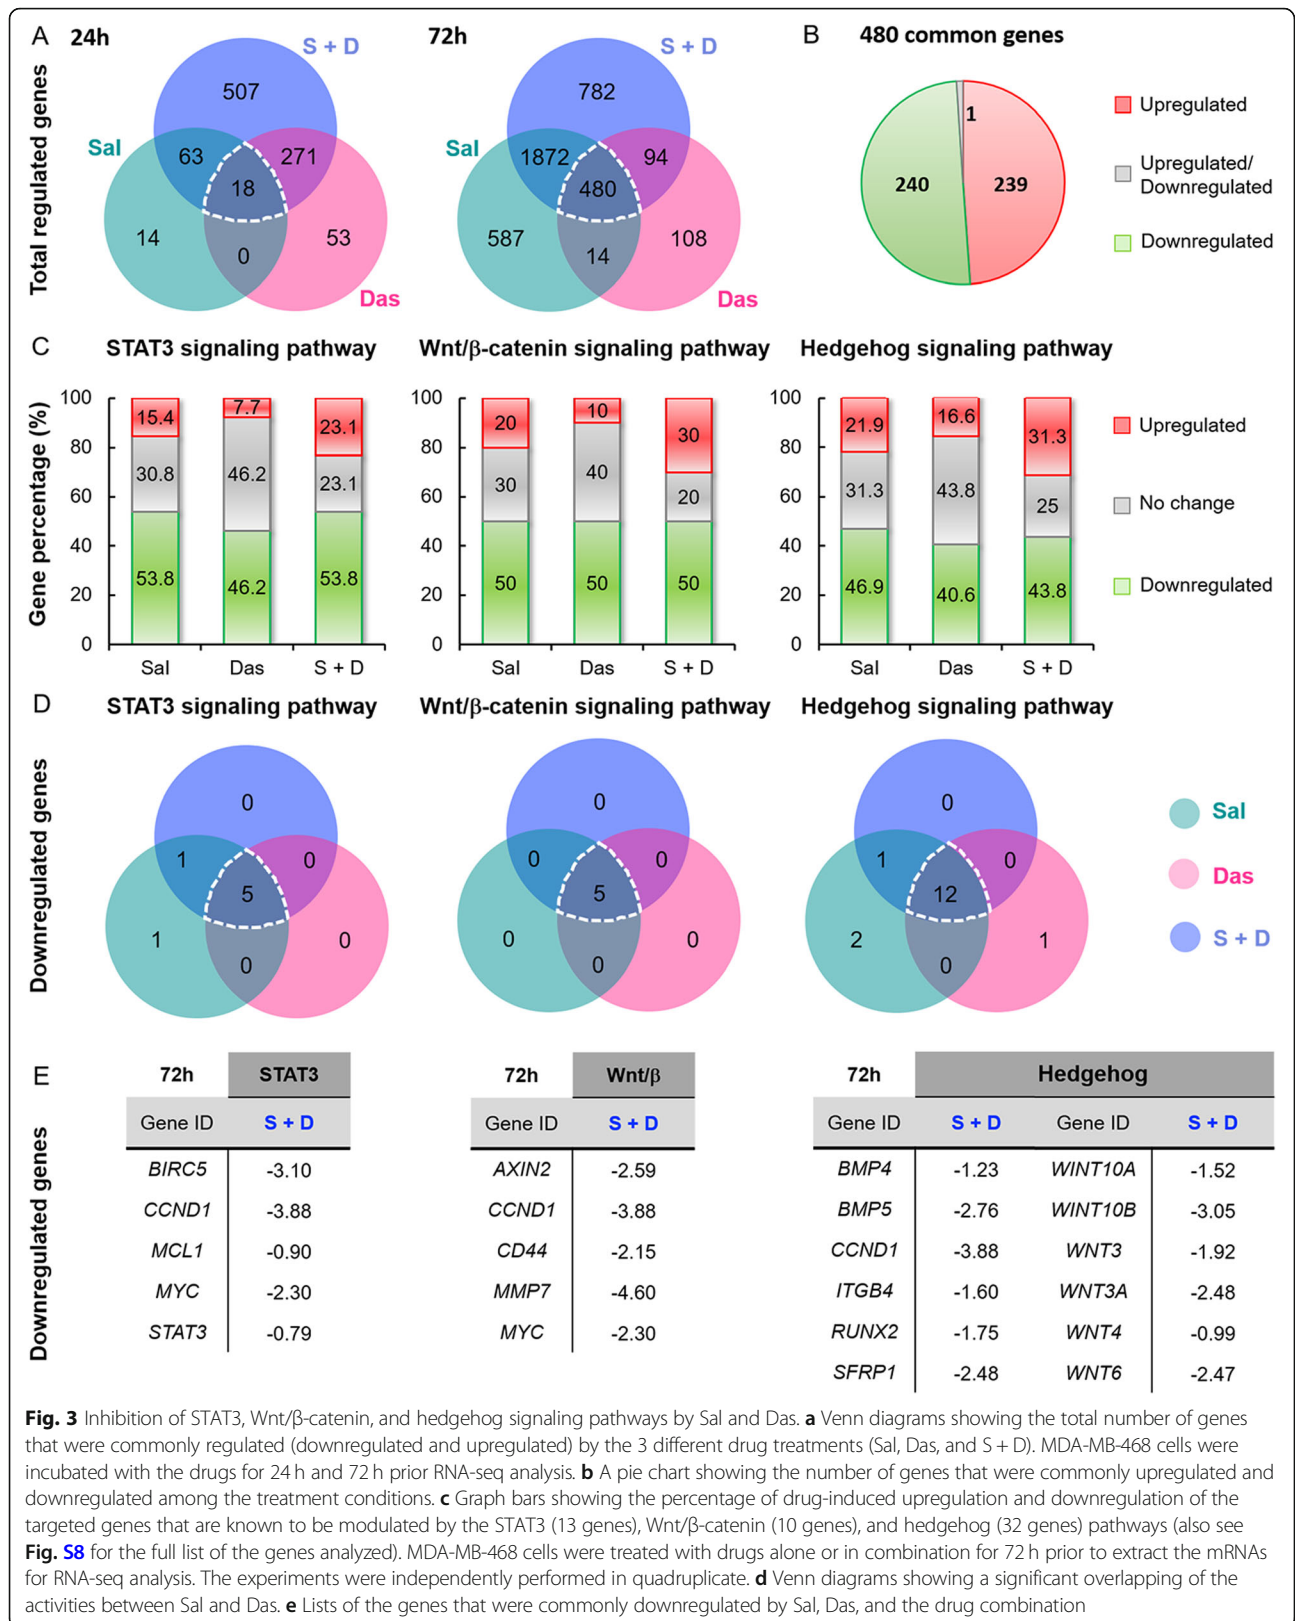 A 24h 72h B 480 common genes
Total regulated genes
S + D
507
Sal
63
271
18
14
0
53
Das
S + D
782
Sal
1872
94
480
587
14
108
Das
1
240
239
Upregulated
Upregulated/
Downregulated
Downregulated
C STAT3 signaling pathway Wnt/β-catenin signaling pathway Hedgehog signaling pathway
Gene percentage (%)
100
80
60
40
20
0
15.4 7.7 23.1
30.8 46.2 23.1
53.8 46.2 53.8
Sal Das S + D
100
80
60
40
20
0
20 10 30
30 40 20
50 50 50
Sal Das S + D
100
80
60
40
20
0
21.9 16.6 31.3
31.3 43.8 25
46.9 40.6 43.8
Sal Das S + D
Upregulated
No change
Downregulated
D STAT3 signaling pathway Wnt/β-catenin signaling pathway Hedgehog signaling pathway
Downregulated genes
0
1 0
5
1 0
0
0
0 0
5
0 0
0
0
1 0
12
2 1
0
Sal
Das
S + D
E
Downregulated genes
72h STAT3
Gene ID S + D
BIRC5 -3.10
CCND1 -3.88
MCL1 -0.90
MYC -2.30
STAT3 -0.79
72h Wnt/β
Gene ID S + D
AXIN2 -2.59
CCND1 -3.88
CD44 -2.15
MMP7 -4.60
MYC -2.30
72h Hedgehog
Gene ID S + D Gene ID S + D
BMP4 -1.23 WINT10A -1.52
BMP5 -2.76 WINT10B -3.05
CCND1 -3.88 WNT3 -1.92
ITGB4 -1.60 WNT3A -2.48
RUNX2 -1.75 WNT4 -0.99
SFRP1 -2.48 WNT6 -2.47
Fig. 3 Inhibition of STAT3, Wnt/β-catenin, and hedgehog signaling pathways by Sal and Das. a Venn diagrams showing the total number of genes
that were commonly regulated (downregulated and upregulated) by the 3 different drug treatments (Sal, Das, and S + D). MDA-MB-468 cells were
incubated with the drugs for 24 h and 72 h prior RNA-seq analysis. b A pie chart showing the number of genes that were commonly upregulated and
downregulated among the treatment conditions. c Graph bars showing the percentage of drug-induced upregulation and downregulation of the
targeted genes that are known to be modulated by the STAT3 (13 genes), Wnt/β-catenin (10 genes), and hedgehog (32 genes) pathways (also see
Fig. S8 for the full list of the genes analyzed). MDA-MB-468 cells were treated with drugs alone or in combination for 72 h prior to extract the mRNAs
for RNA-seq analysis. The experiments were independently performed in quadruplicate. d Venn diagrams showing a significant overlapping of the
activities between Sal and Das. e Lists of the genes that were commonly downregulated by Sal, Das, and the drug combination